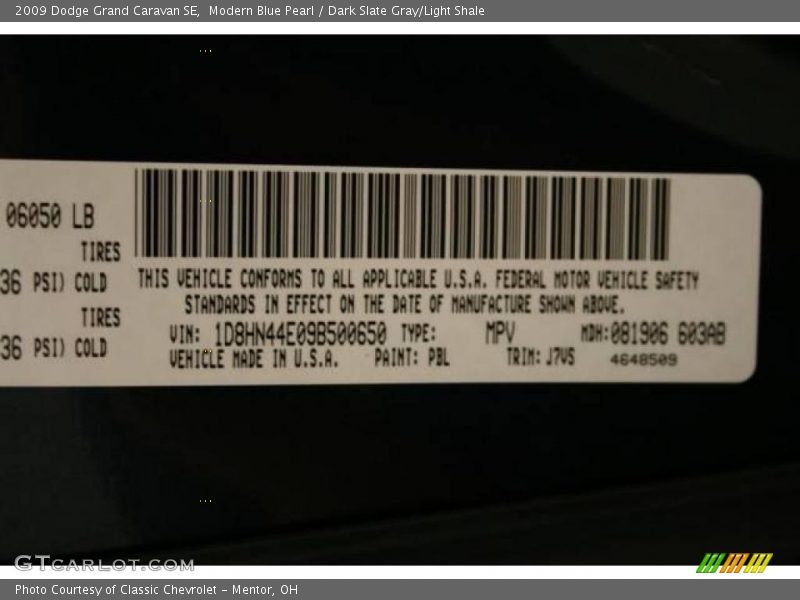 2009 Dodge Grand Caravan SE,  Modern Blue Pearl / Dark Slate Gray/Light Shale
06050 LB
TIRES
36 PSI) COLD
TIRES
36 PSI) COLD
THIS VEHICLE CONFORMS TO ALL APPLICABLE U.S.A. FEDERAL MOTOR VEHICLE SAFETY
STANDARDS IN EFFECT ON THE DATE OF MANUFACTURE SHOWN ABOVE.
VIN: 1D8HN44E09B500650 TYPE: MPV MDH:081906 603AB
VEHICLE MADE IN U.S.A. PAINT: PBL TRIM: J7V5 4648509
GTCARLOT.COM
Photo Courtesy of Classic Chevrolet - Mentor, OH